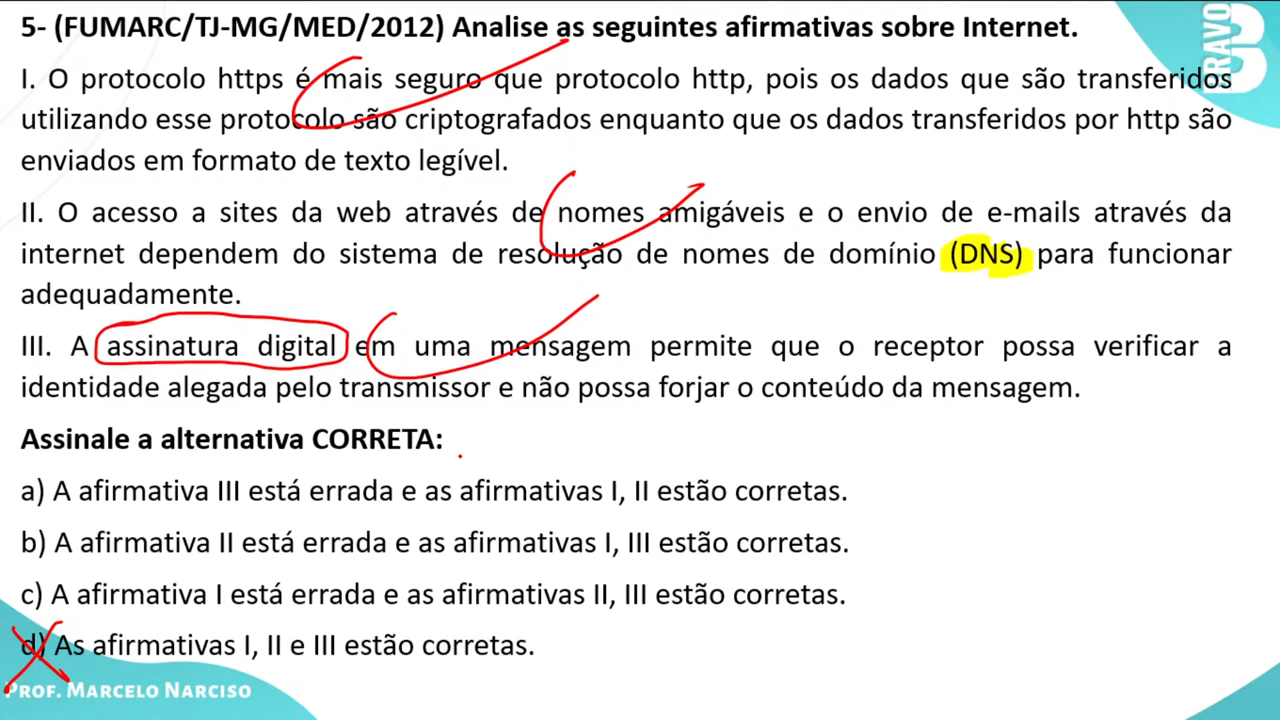 5- (FUMARC/TJ-MG/MED/2012) Analise as seguintes afirmativas sobre Internet.
I. O protocolo https é mais seguro que protocolo http, pois os dados que são transferidos
utilizando esse protocolo são criptografados enquanto que os dados transferidos por http são
enviados em formato de texto legível.
II. O acesso a sites da web através de nomes amigáveis e o envio de e-mails através da
internet dependem do sistema de resolução de nomes de domínio (DNS) para funcionar
adequadamente.
III. A assinatura digital em uma mensagem permite que o receptor possa verificar a
identidade alegada pelo transmissor e não possa forjar o conteúdo da mensagem.
Assinale a alternativa CORRETA:
a) A afirmativa III está errada e as afirmativas I, II estão corretas.
b) A afirmativa II está errada e as afirmativas I, III estão corretas.
c) A afirmativa I está errada e as afirmativas II, III estão corretas.
d) As afirmativas I, II e III estão corretas.
PROF. MARCELO NARCISO